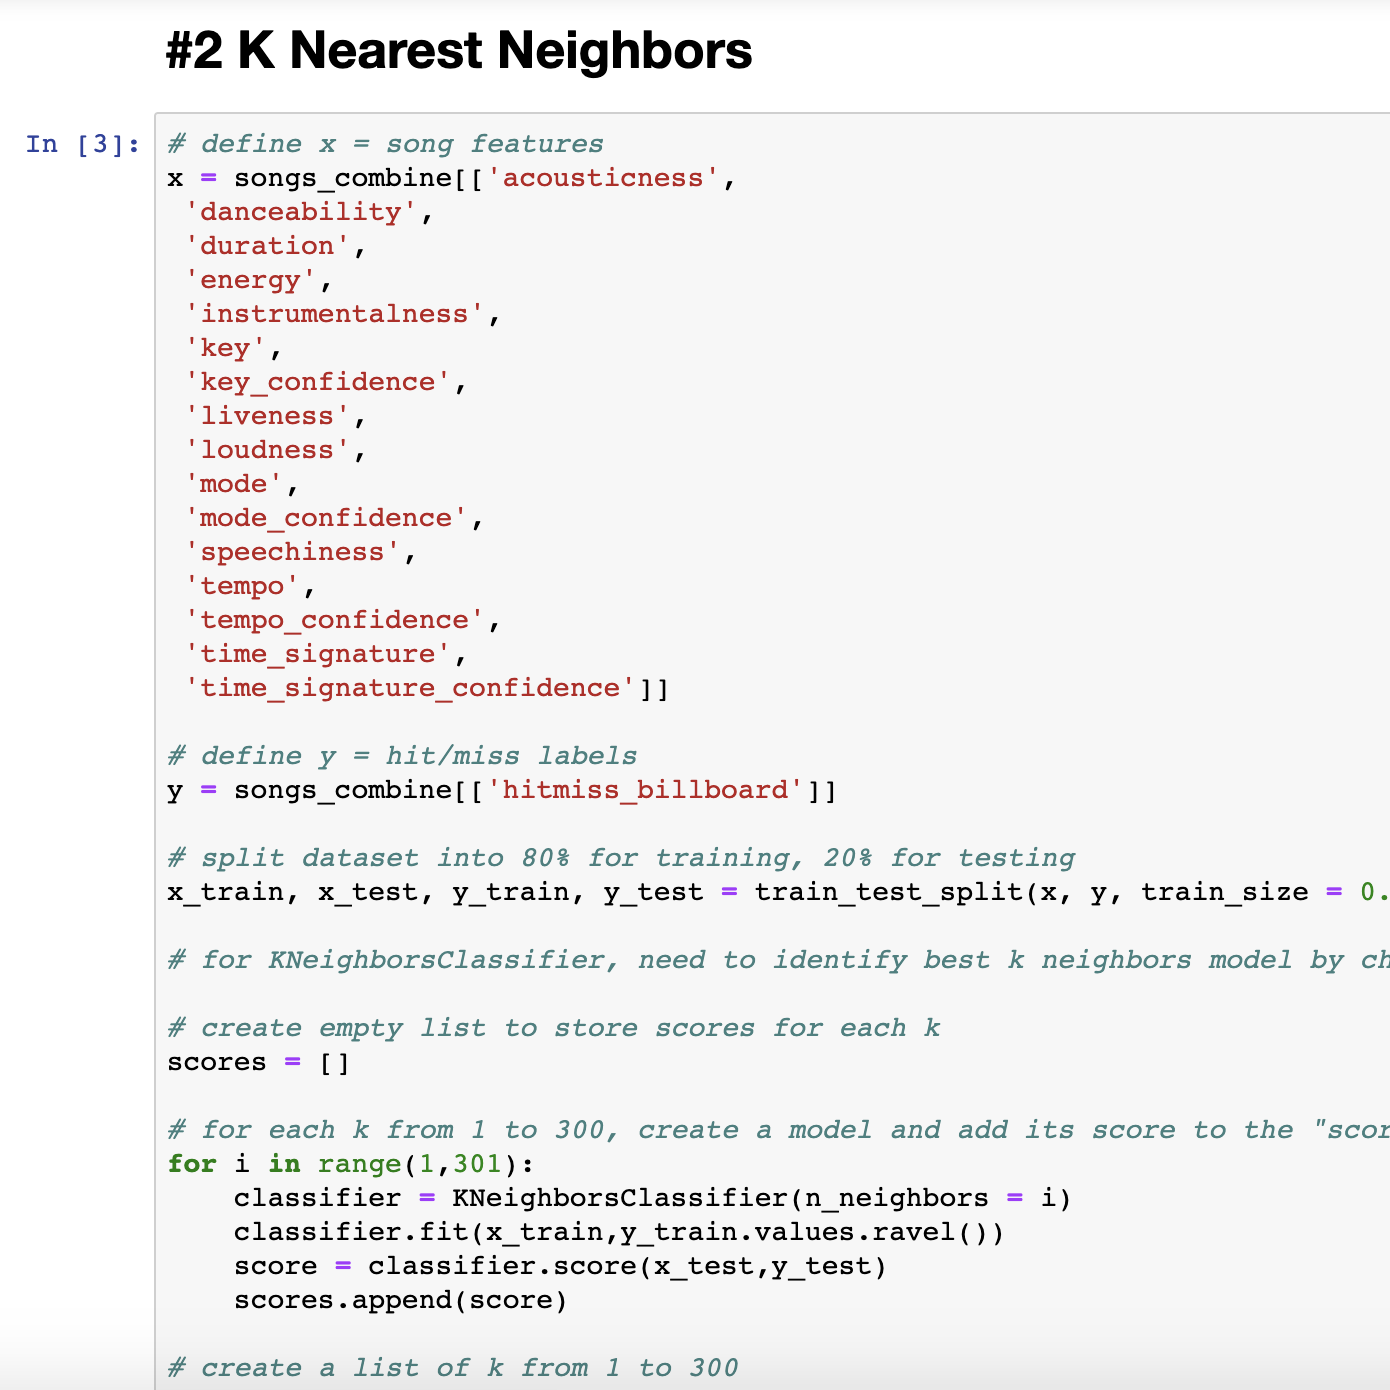 #2 K Nearest Neighbors
In [3]:
# define x = song features
x = songs_combine[['acousticness',
 'danceability',
 'duration',
 'energy',
 'instrumentalness',
 'key',
 'key_confidence',
 'liveness',
 'loudness',
 'mode',
 'mode_confidence',
 'speechiness',
 'tempo',
 'tempo_confidence',
 'time_signature',
 'time_signature_confidence']]
# define y = hit/miss labels
y = songs_combine[['hitmiss_billboard']]
# split dataset into 80% for training, 20% for testing
x_train, x_test, y_train, y_test = train_test_split(x, y, train_size = 0.
# for KNeighborsClassifier, need to identify best k neighbors model by ch
# create empty list to store scores for each k
scores = []
# for each k from 1 to 300, create a model and add its score to the "scor
for i in range(1,301):
    classifier = KNeighborsClassifier(n_neighbors = i)
    classifier.fit(x_train,y_train.values.ravel())
    score = classifier.score(x_test,y_test)
    scores.append(score)
# create a list of k from 1 to 300